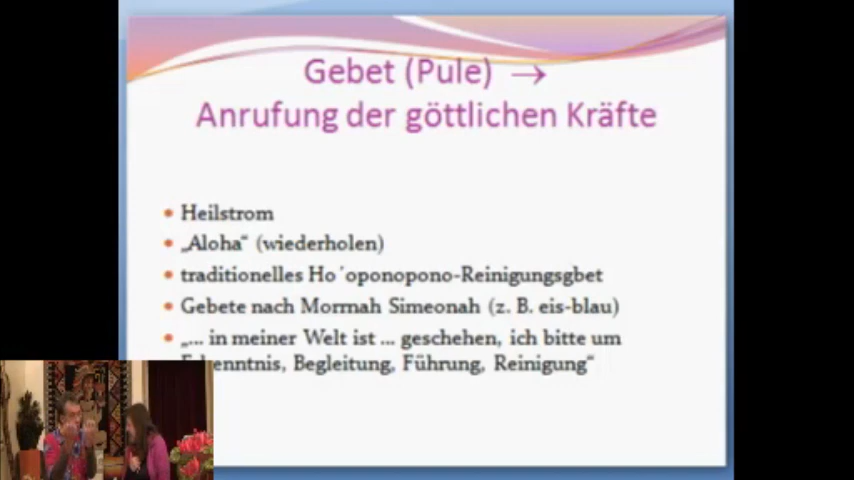 Gebet (Pule) →
Anrufung der göttlichen Kräfte
• Heilstrom
• „Aloha“ (wiederholen)
• traditionelles Ho´oponopono-Reinigungsgbet
• Gebete nach Morrnah Simeonah (z. B. eis-blau)
• „... in meiner Welt ist ... geschehen, ich bitte um
Begleitung, Führung, Reinigung“